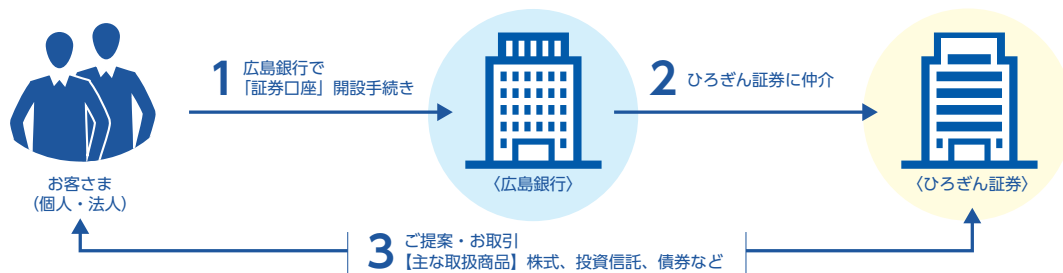 1 広島銀行で
「証券口座」開設手続き
2 ひろぎん証券に仲介
お客さま
（個人・法人）
〈広島銀行〉
〈ひろぎん証券〉
3 ご提案・お取引
【主な取扱商品】株式、投資信託、債券など